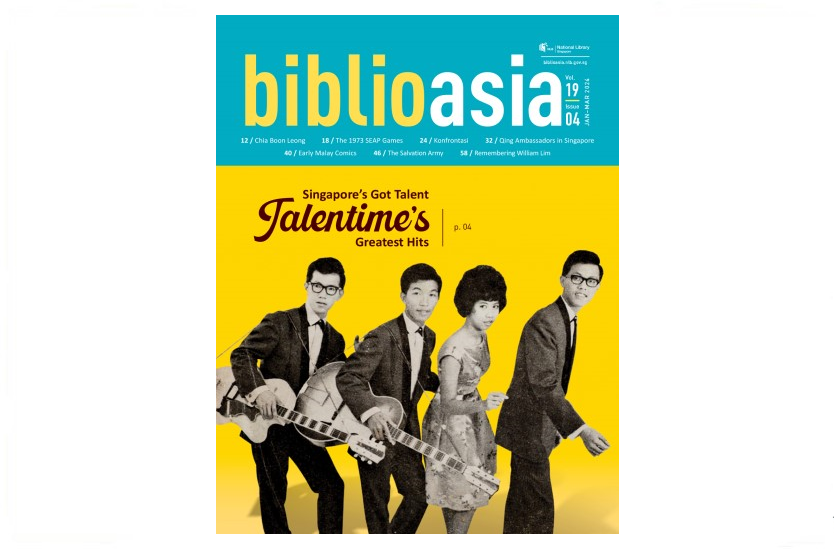 National Library
Singapore
biblioasia.nlb.gov.sg
biblioasia
Vol.
19
Issue
04
JAN–MAR 2024
12 / Chia Boon Leong 18 / The 1973 SEAP Games 24 / Konfrontasi 32 / Qing Ambassadors in Singapore
40 / Early Malay Comics 46 / The Salvation Army 58 / Remembering William Lim
Singapore's Got Talent
Talentime's
Greatest Hits
p. 04